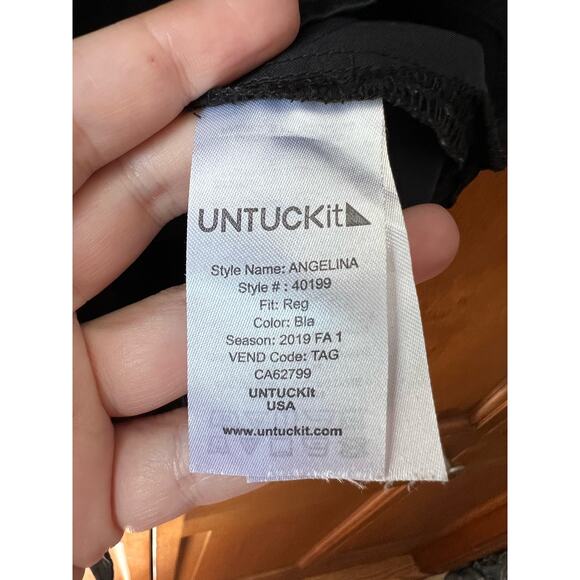 UNTUCKit
Style Name: ANGELINA
Style # : 40199
Fit: Reg
Color: Bla
Season: 2019 FA 1
VEND Code: TAG
CA62799
UNTUCKit
USA
www.untuckit.com